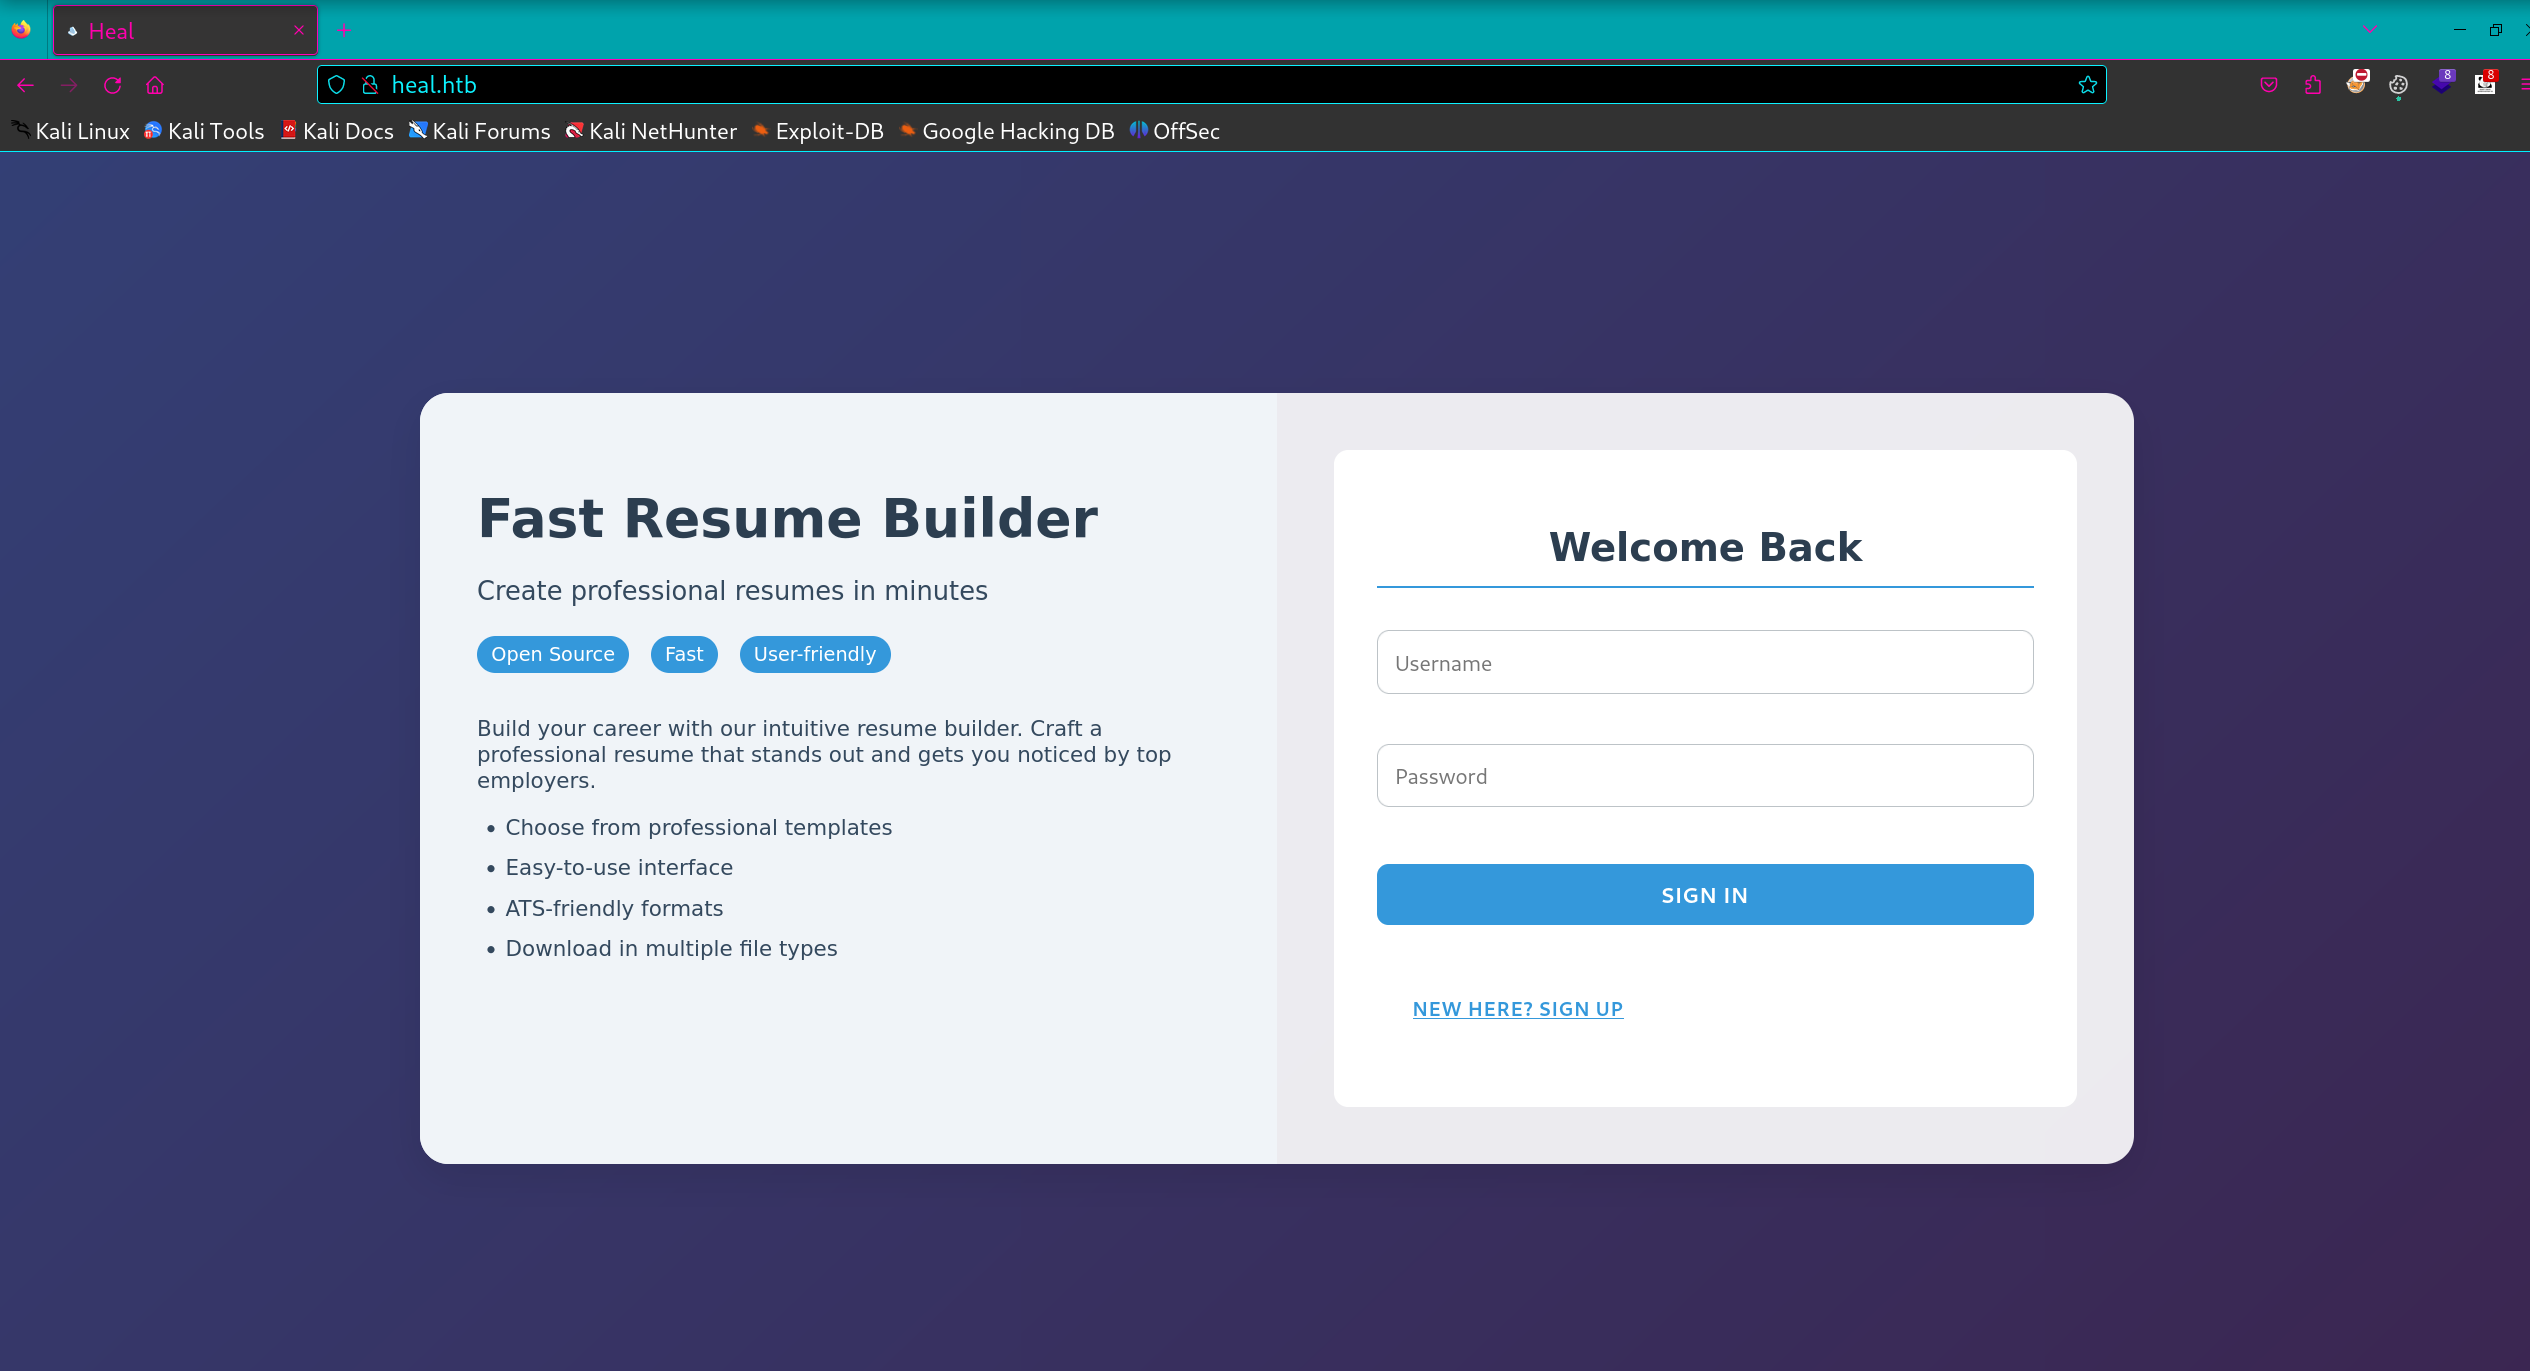 Heal
heal.htb
8
8
Kali Linux Kali Tools Kali Docs Kali Forums Kali NetHunter Exploit-DB Google Hacking DB OffSec
Fast Resume Builder
Create professional resumes in minutes
Open Source Fast User-friendly
Build your career with our intuitive resume builder. Craft a
professional resume that stands out and gets you noticed by top
employers.
• Choose from professional templates
• Easy-to-use interface
• ATS-friendly formats
• Download in multiple file types
Welcome Back
Username
Password
SIGN IN
NEW HERE? SIGN UP